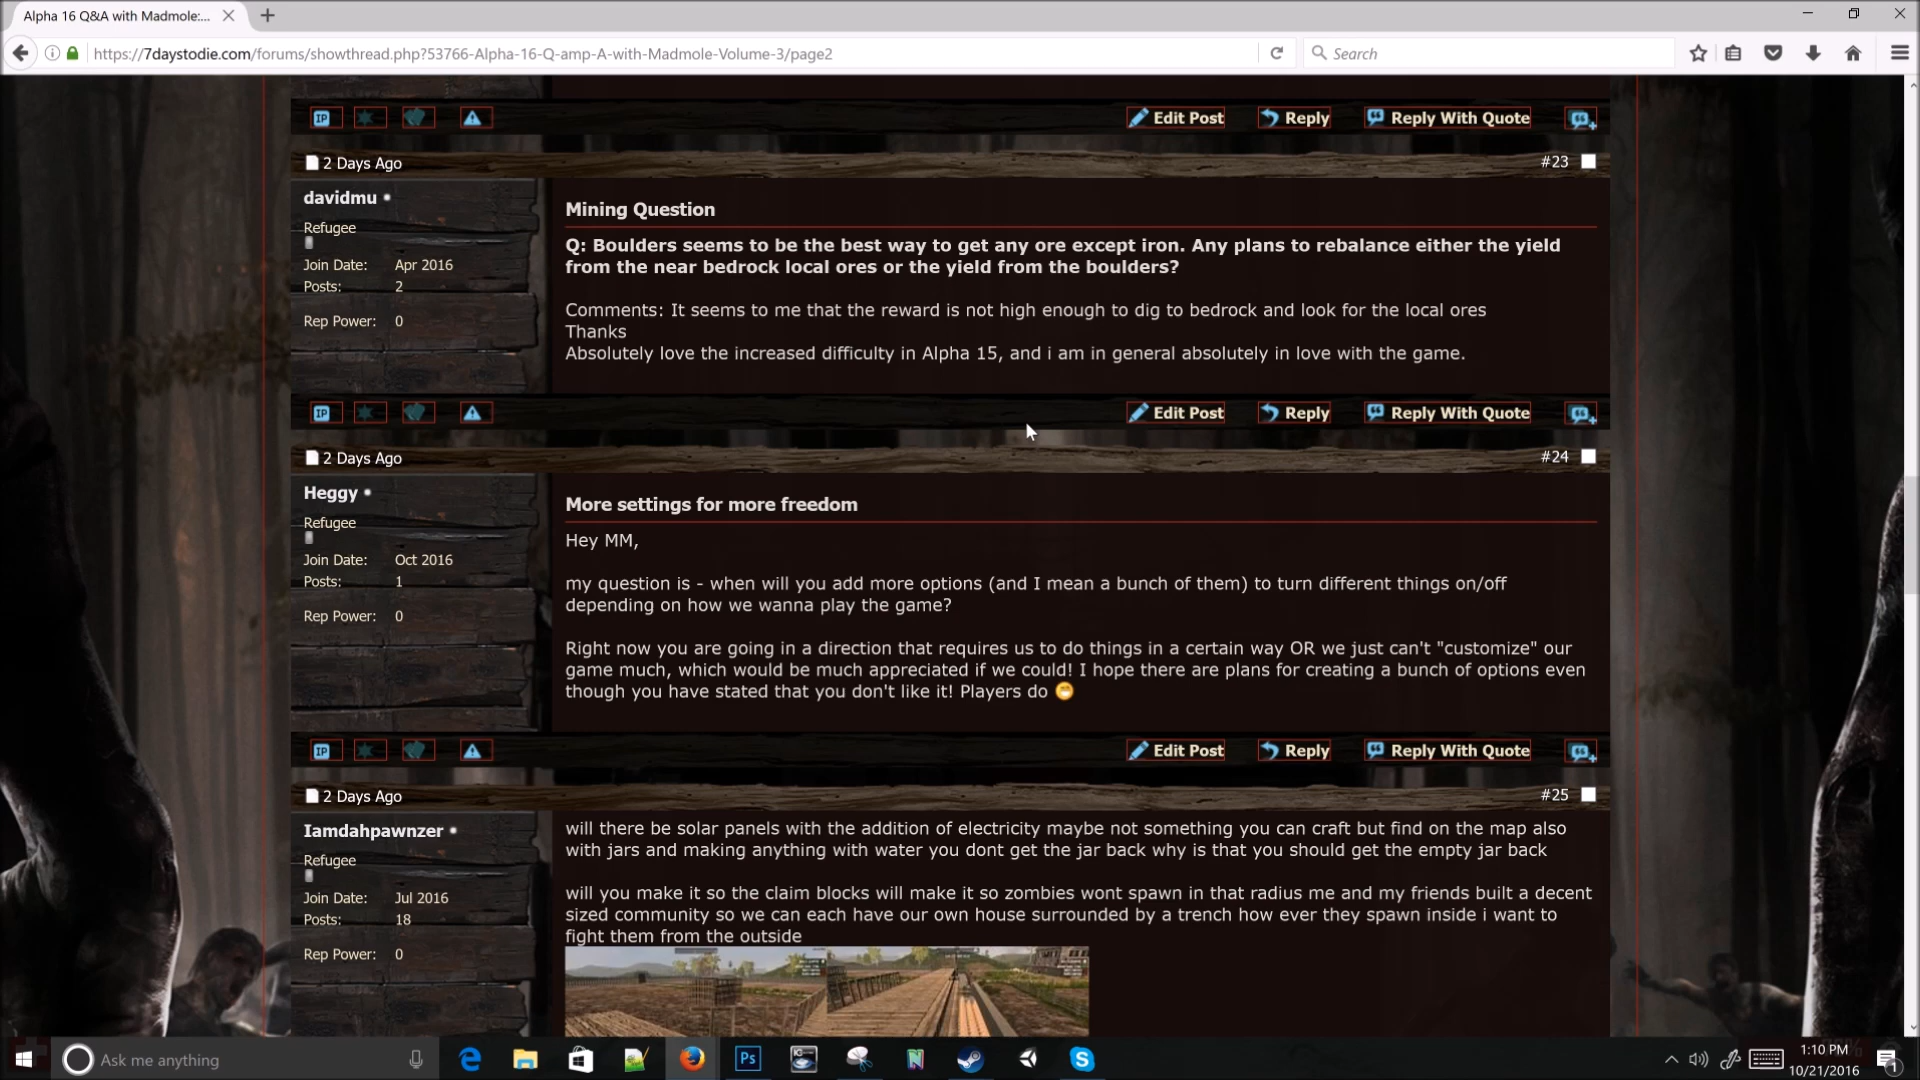 Alpha 16 Q&A with Madmole:...
https://7daystodie.com/forums/showthread.php?53766-Alpha-16-Q-amp-A-with-Madmole-Volume-3/page2
Search
IP
Edit Post
Reply
Reply With Quote
2 Days Ago
#23
davidmu
Refugee
Join Date: Apr 2016
Posts: 2
Rep Power: 0
Mining Question
Q: Boulders seems to be the best way to get any ore except iron. Any plans to rebalance either the yield
from the near bedrock local ores or the yield from the boulders?
Comments: It seems to me that the reward is not high enough to dig to bedrock and look for the local ores
Thanks
Absolutely love the increased difficulty in Alpha 15, and i am in general absolutely in love with the game.
IP
Edit Post
Reply
Reply With Quote
2 Days Ago
#24
Heggy
Refugee
Join Date: Oct 2016
Posts: 1
Rep Power: 0
More settings for more freedom
Hey MM,
my question is - when will you add more options (and I mean a bunch of them) to turn different things on/off
depending on how we wanna play the game?
Right now you are going in a direction that requires us to do things in a certain way OR we just can't "customize" our
game much, which would be much appreciated if we could! I hope there are plans for creating a bunch of options even
though you have stated that you don't like it! Players do
IP
Edit Post
Reply
Reply With Quote
2 Days Ago
#25
Iamdahpawnzer
Refugee
Join Date: Jul 2016
Posts: 18
Rep Power: 0
will there be solar panels with the addition of electricity maybe not something you can craft but find on the map also
with jars and making anything with water you dont get the jar back why is that you should get the empty jar back
will you make it so the claim blocks will make it so zombies wont spawn in that radius me and my friends built a decent
sized community so we can each have our own house surrounded by a trench how ever they spawn inside i want to
fight them from the outside
Ask me anything
Ps
1:10 PM
10/21/2016
1